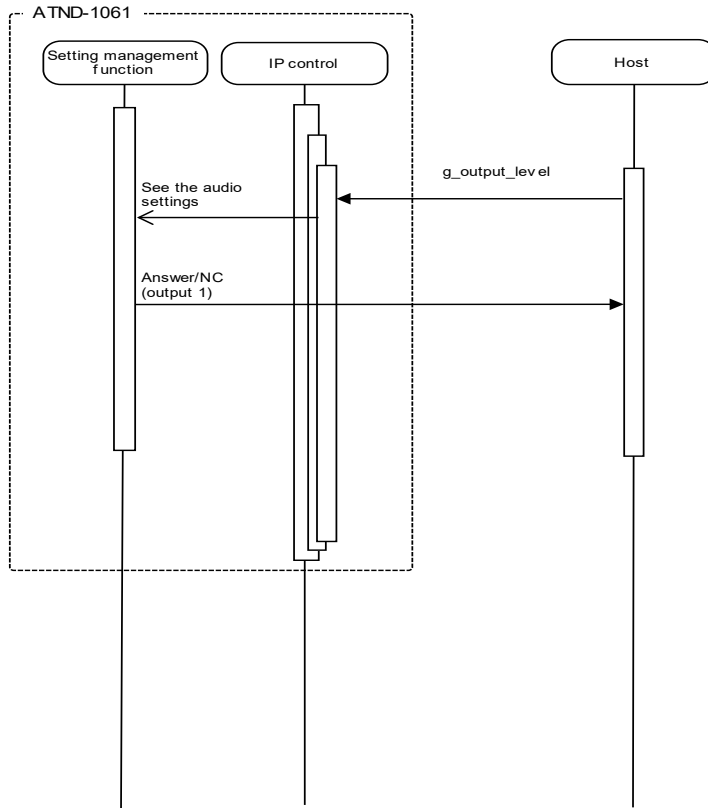 ATND-1061
Setting management
function
IP control
Host
g_output_level
See the audio
settings
Answer/NC
(output 1)